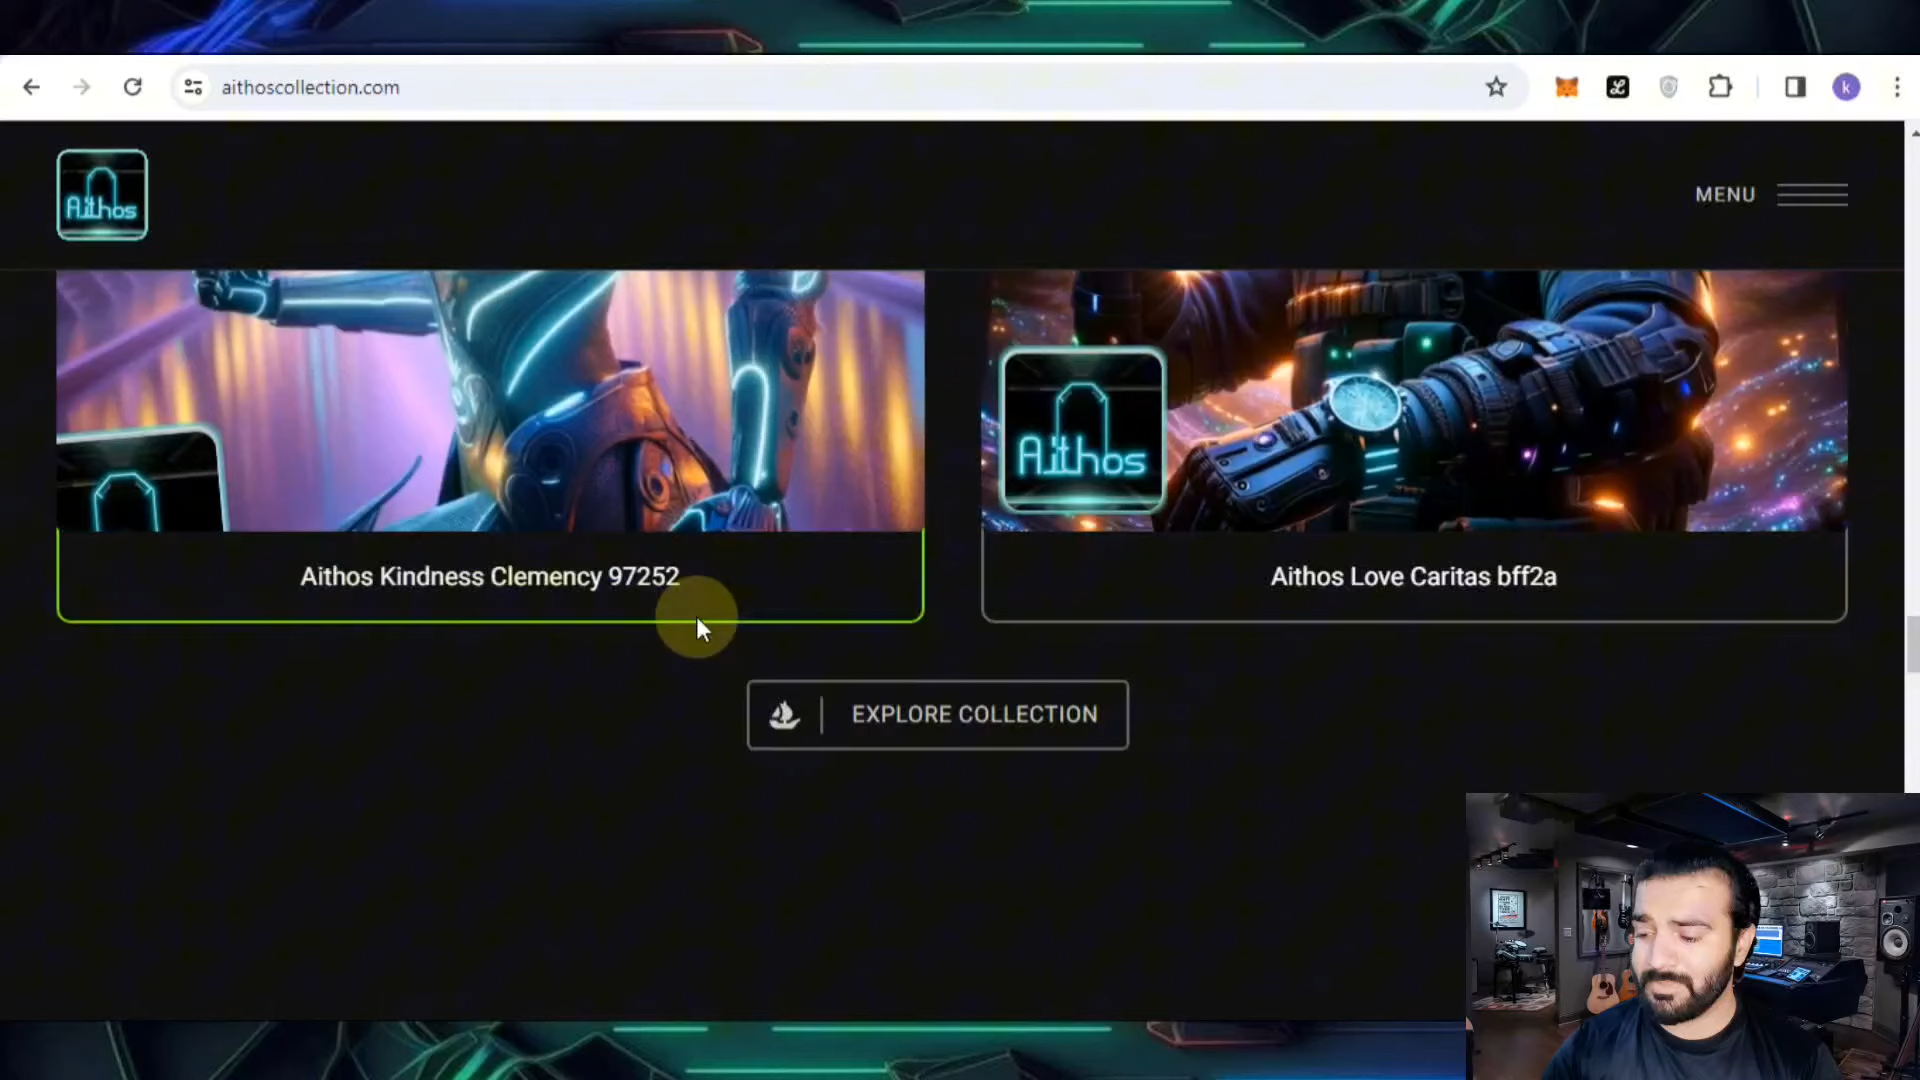 aithoscollection.com
k
Aithos
MENU
Aithos
Aithos Kindness Clemency 97252
Aithos Love Caritas bff2a
EXPLORE COLLECTION